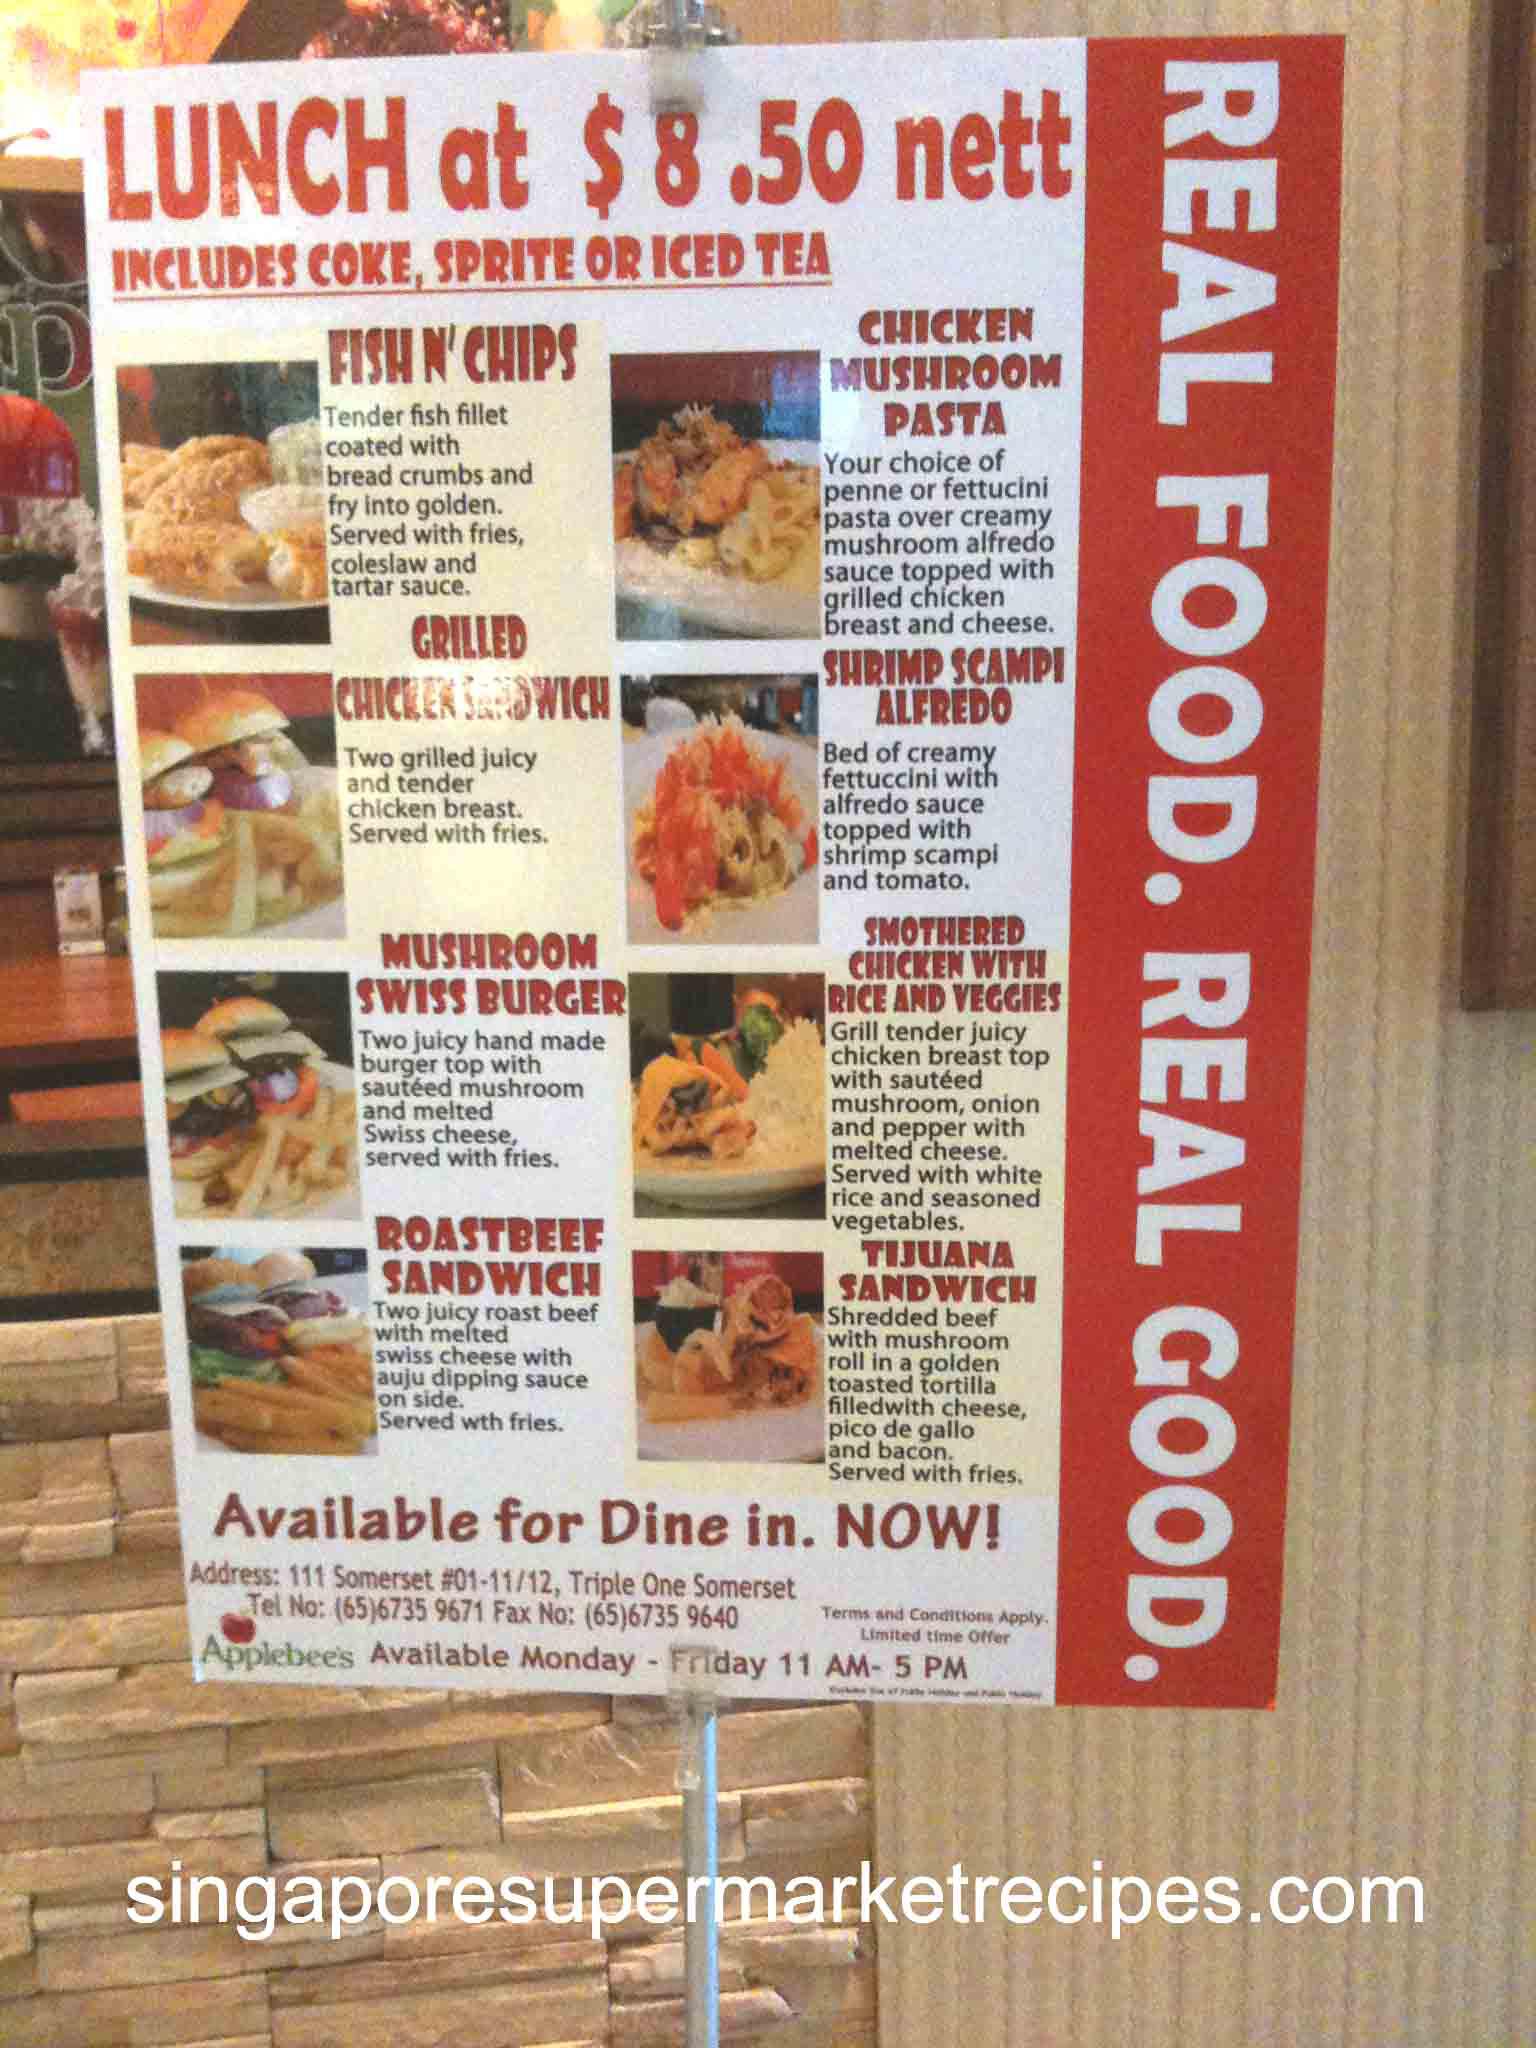 LUNCH at $ 8 .50 nett
INCLUDES COKE, SPRITE OR ICED TEA
FISH N' CHIPS
Tender fish fillet
coated with
bread crumbs and
fry into golden.
Served with fries,
coleslaw and
tartar sauce.
GRILLED
CHICKEN SANDWICH
Two grilled juicy
and tender
chicken breast.
Served with fries.
MUSHROOM
SWISS BURGER
Two juicy hand made
burger top with
sautéed mushroom
and melted
Swiss cheese,
served with fries.
ROASTBEEF
SANDWICH
Two juicy roast beef
with melted
swiss cheese with
auju dipping sauce
on side.
Served wth fries.
CHICKEN
MUSHROOM
PASTA
Your choice of
penne or fettucini
pasta over creamy
mushroom alfredo
sauce topped with
grilled chicken
breast and cheese.
SHRIMP SCAMPI
ALFREDO
Bed of creamy
fettuccini with
alfredo sauce
topped with
shrimp scampi
and tomato.
SMOTHERED
CHICKEN WITH
RICE AND VEGGIES
Grill tender juicy
chicken breast top
with sautéed
mushroom, onion
and pepper with
melted cheese.
Served with white
rice and seasoned
vegetables.
TIJUANA
SANDWICH
Shredded beef
with mushroom
roll in a golden
toasted tortilla
filledwith cheese,
pico de gallo
and bacon.
Served with fries.
Available for Dine in. NOW!
Address: 111 Somerset #01-11/12, Triple One Somerset
Tel No: (65)6735 9671 Fax No: (65)6735 9640
Terms and Conditions Apply.
Limited time Offer
Applebee's Available Monday - Friday 11 AM- 5 PM
REAL FOOD. REAL GOOD.
singaporesupermarketrecipes.com